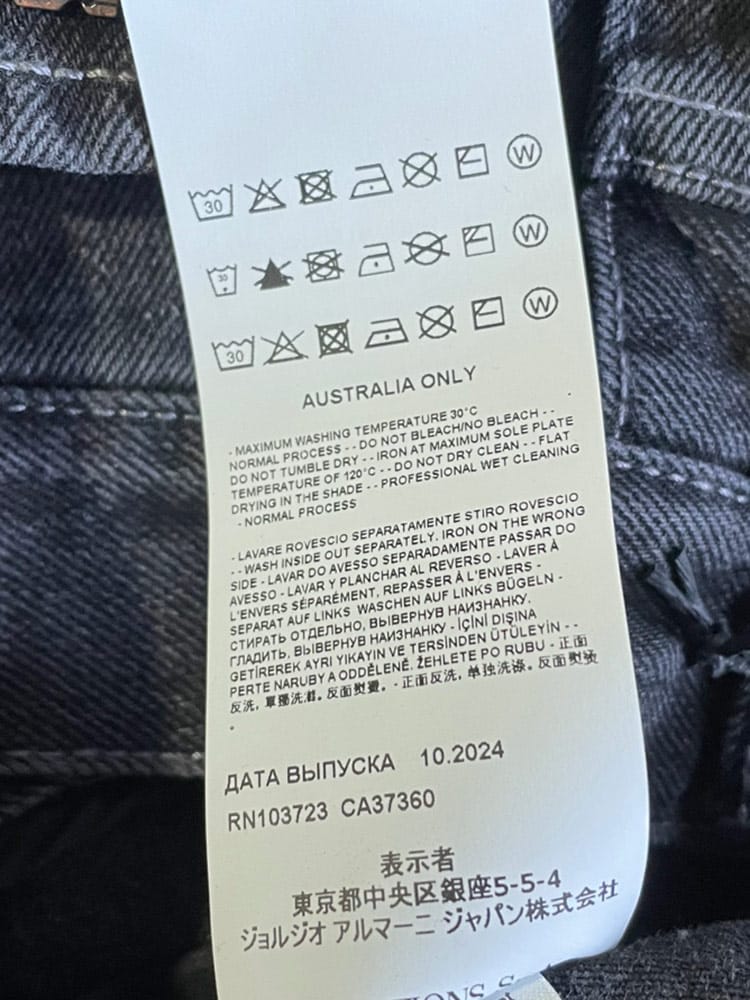 30 W
30 W
30 W
AUSTRALIA ONLY
- MAXIMUM WASHING TEMPERATURE 30°C
NORMAL PROCESS - - DO NOT BLEACH/NO BLEACH - -
DO NOT TUMBLE DRY - - IRON AT MAXIMUM SOLE PLATE
TEMPERATURE OF 120°C - - DO NOT DRY CLEAN - - FLAT
DRYING IN THE SHADE - - PROFESSIONAL WET CLEANING
- NORMAL PROCESS
- LAVARE ROVESCIO SEPARATAMENTE STIRO ROVESCIO
- - WASH INSIDE OUT SEPARATELY. IRON ON THE WRONG
SIDE - LAVAR DO AVESSO SEPARADAMENTE PASSAR DO
AVESSO - LAVAR Y PLANCHAR AL REVERSO - LAVER À
L'ENVERS SÉPARÉMENT, REPASSER À L'ENVERS -
SEPARAT AUF LINKS WASCHEN AUF LINKS BÜGELN -
СТИРАТЬ ОТДЕЛЬНО, ВЫВЕРНУВ НАИЗНАНКУ.
ГЛАДИТЬ, ВЫВЕРНУВ НАИЗНАНКУ - İÇİNİ DIŞINA
GETİREREK AYRI YIKAYIN VE TERSİNDEN ÜTÜLEYİN - -
PERTE NARUBY A ODDĚLENĚ. ŽEHLETE PO RUBU - 正面
反洗, 單獨洗滌。反面熨燙。 - 正面反洗, 单独洗涤。反面熨烫
.
ДАТА ВЫПУСКА 10.2024
RN103723 CA37360
表示者
東京都中央区銀座5-5-4
ジョルジオ アルマーニ ジャパン株式会社